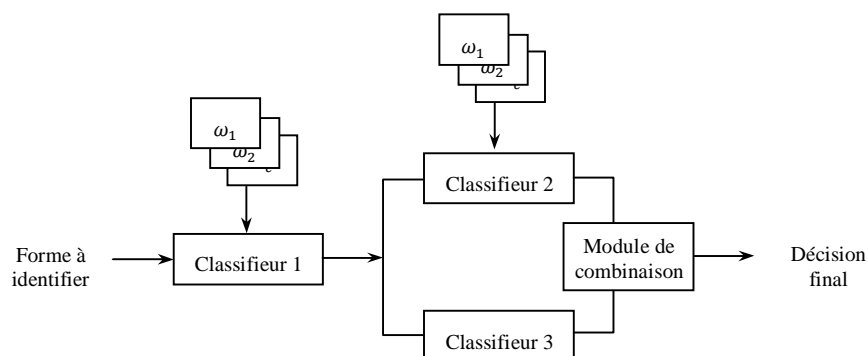 ω₁
ω₂
ω₁
ω₂
Classifieur 2
Forme à
identifier
Classifieur 1
Module de
combinaison
Décision
final
Classifieur 3